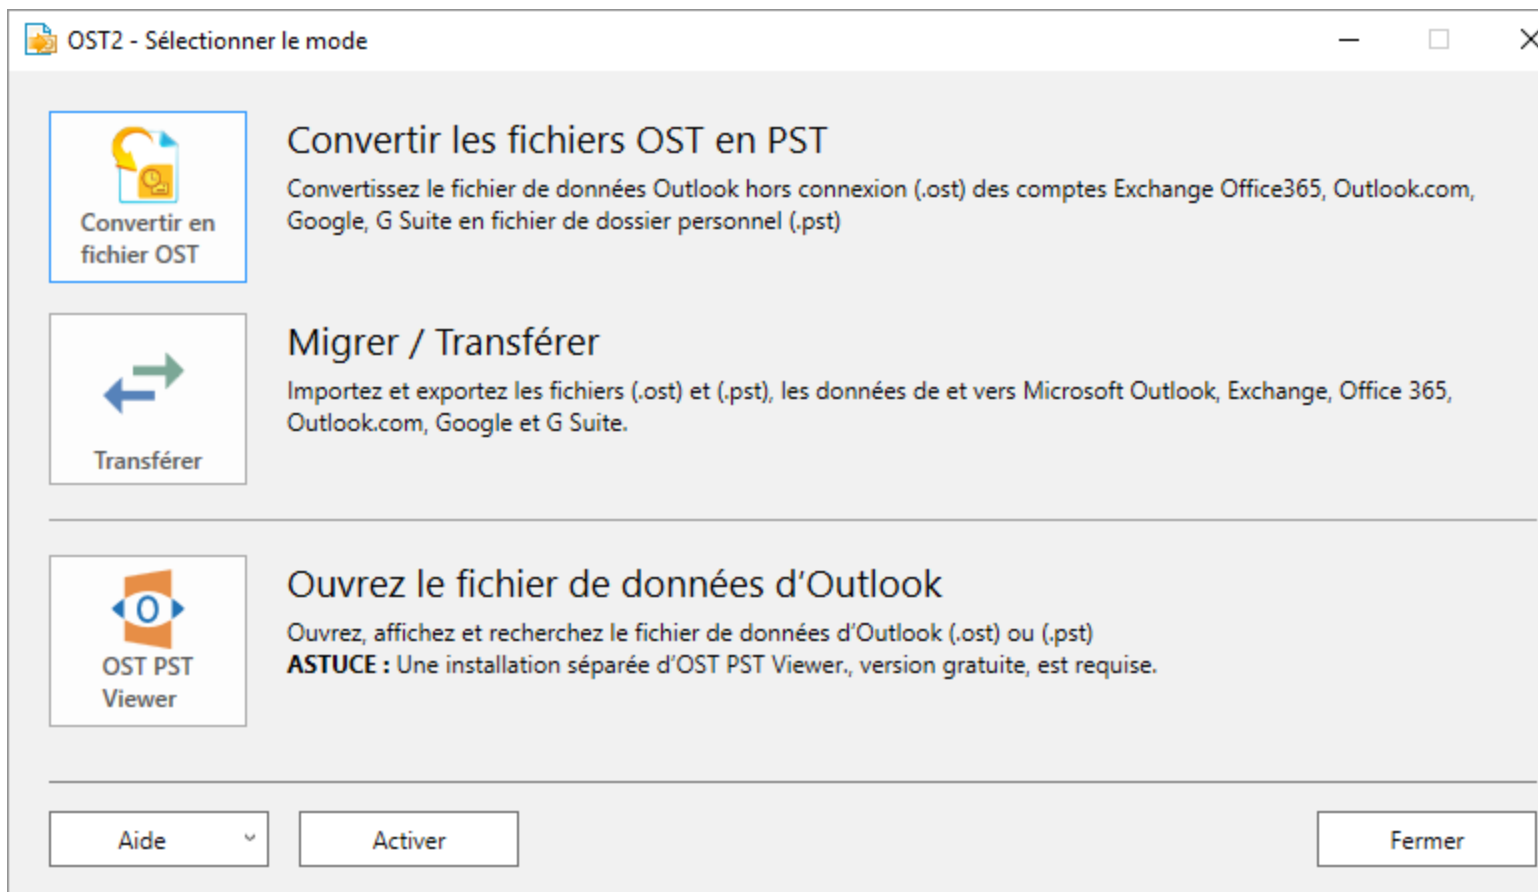 OST2 - Sélectionner le mode
Convertir en
fichier OST
Convertir les fichiers OST en PST
Convertissez le fichier de données Outlook hors connexion (.ost) des comptes Exchange Office365, Outlook.com,
Google, G Suite en fichier de dossier personnel (.pst)
Transférer
Migrer / Transférer
Importez et exportez les fichiers (.ost) et (.pst), les données de et vers Microsoft Outlook, Exchange, Office 365,
Outlook.com, Google et G Suite.
OST PST
Viewer
Ouvrez le fichier de données d’Outlook
Ouvrez, affichez et recherchez le fichier de données d’Outlook (.ost) ou (.pst)
ASTUCE : Une installation séparée d’OST PST Viewer., version gratuite, est requise.
Aide
Activer
Fermer